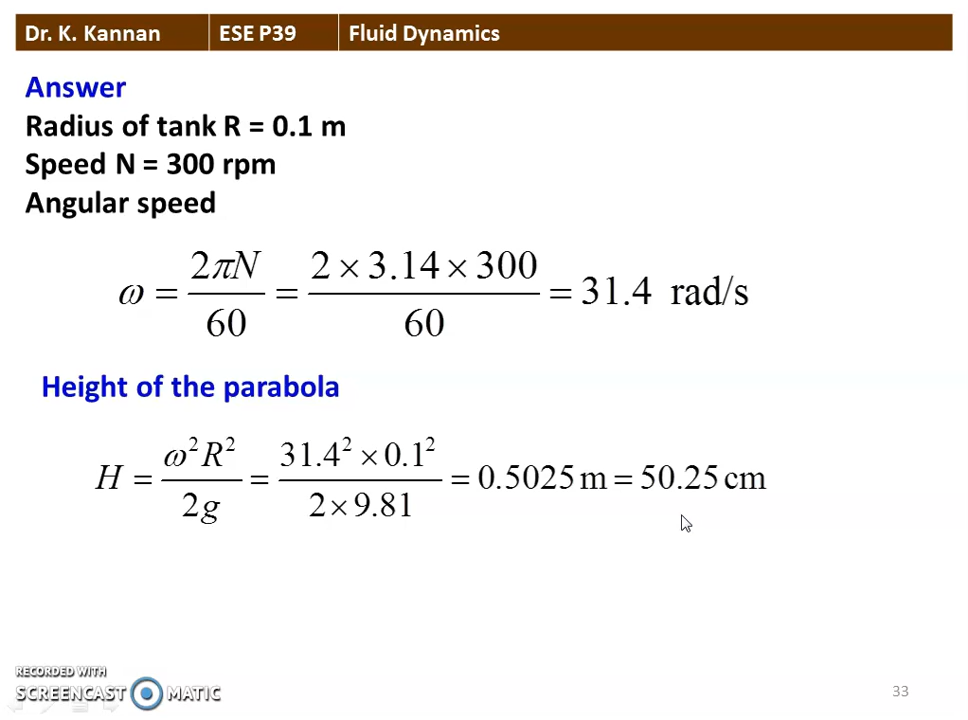 Dr. K. Kannan ESE P39 Fluid Dynamics
Answer
Radius of tank R = 0.1 m
Speed N = 300 rpm
Angular speed
ω = 2πN / 60 = 2 × 3.14 × 300 / 60 = 31.4 rad/s
Height of the parabola
H = ω² R² / 2g = 31.4² × 0.1² / 2 × 9.81 = 0.5025 m = 50.25 cm
RECORDED WITH
SCREENCAST MATIC
33